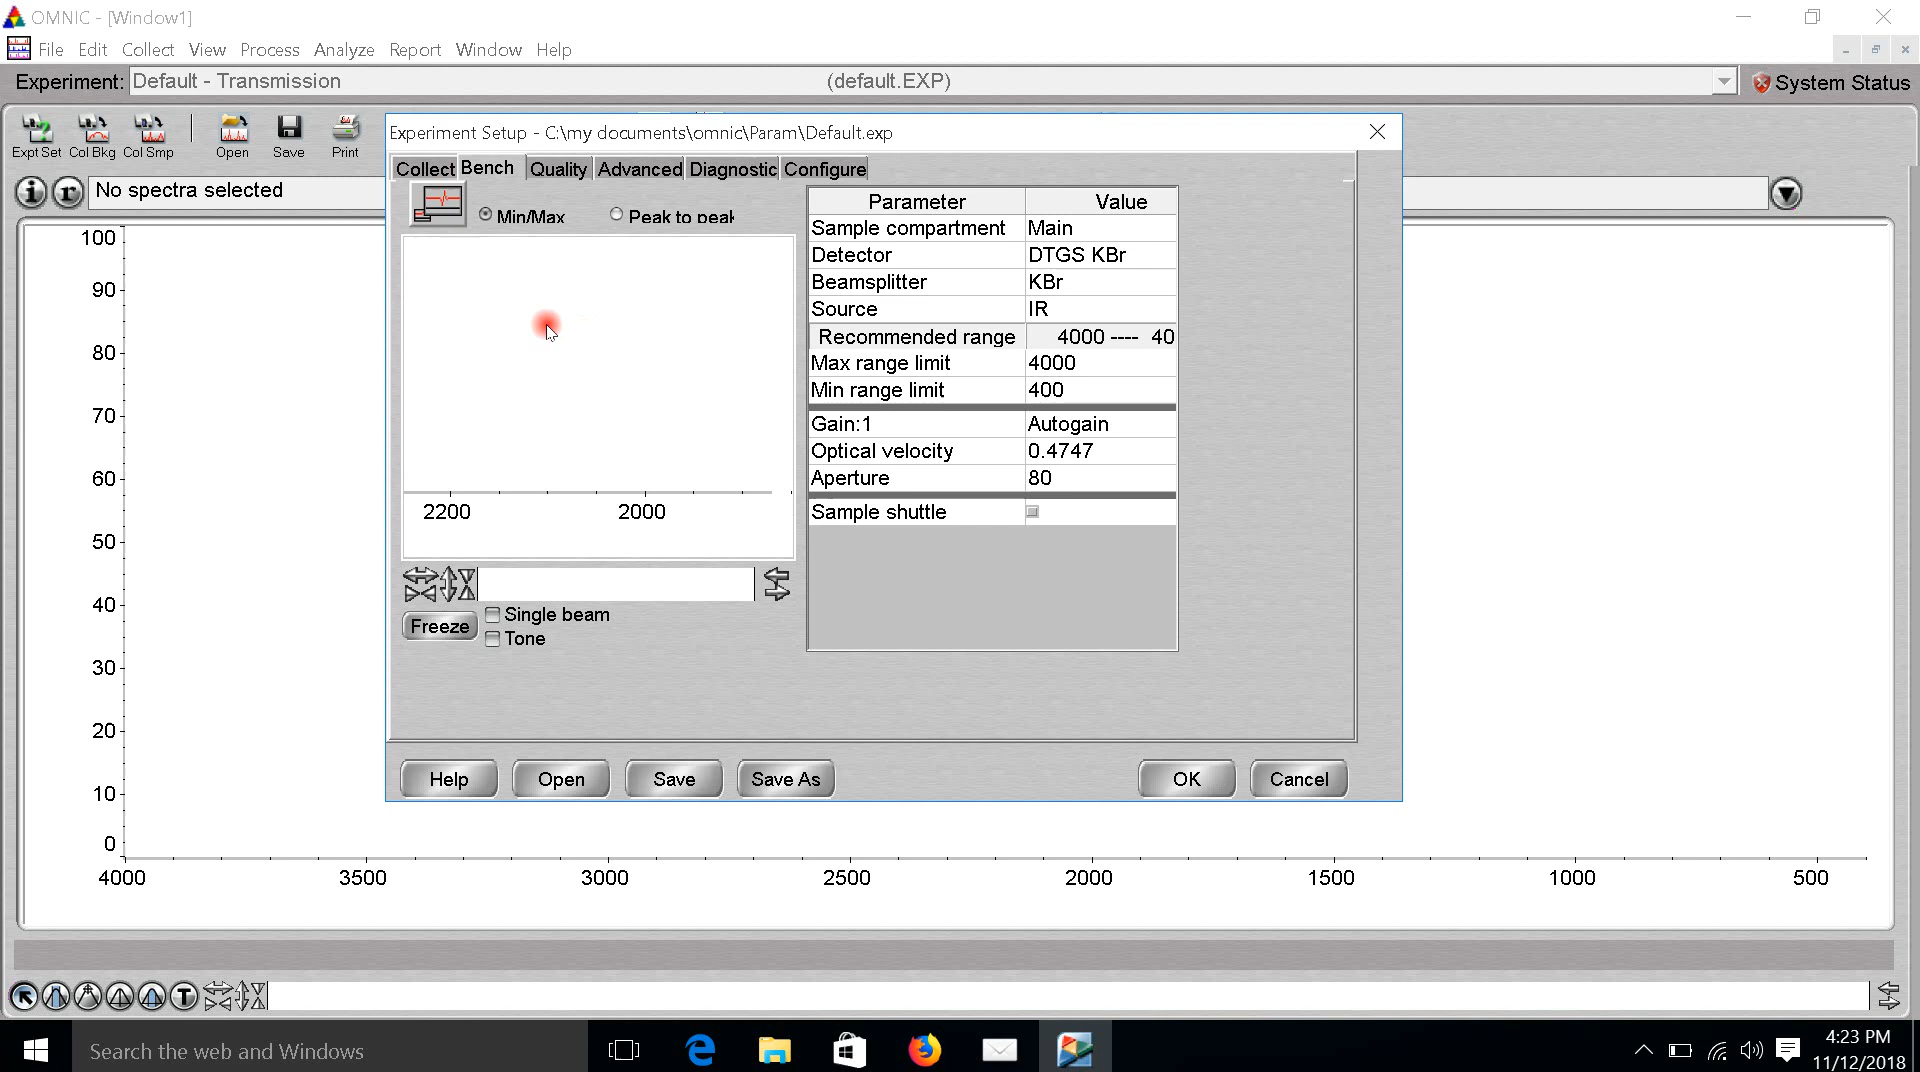 OMNIC - [Window1]
File Edit Collect View Process Analyze Report Window Help
Experiment: Default - Transmission (default.EXP) System Status
Expt Set Col Bkg Col Smp Open Save Print
No spectra selected
Experiment Setup - C:\my documents\omnic\Param\Default.exp
Collect Bench Quality Advanced Diagnostic Configure
Min/Max Peak to peak
2200 2000
Freeze
Single beam
Tone
Parameter Value
Sample compartment Main
Detector DTGS KBr
Beamsplitter KBr
Source IR
Recommended range 4000 ---- 40
Max range limit 4000
Min range limit 400
Gain:1 Autogain
Optical velocity 0.4747
Aperture 80
Sample shuttle
Help Open Save Save As OK Cancel
100
90
80
70
60
50
40
30
20
10
0
4000 3500 3000 2500 2000 1500 1000 500
T
Search the web and Windows
4:23 PM
11/12/2018